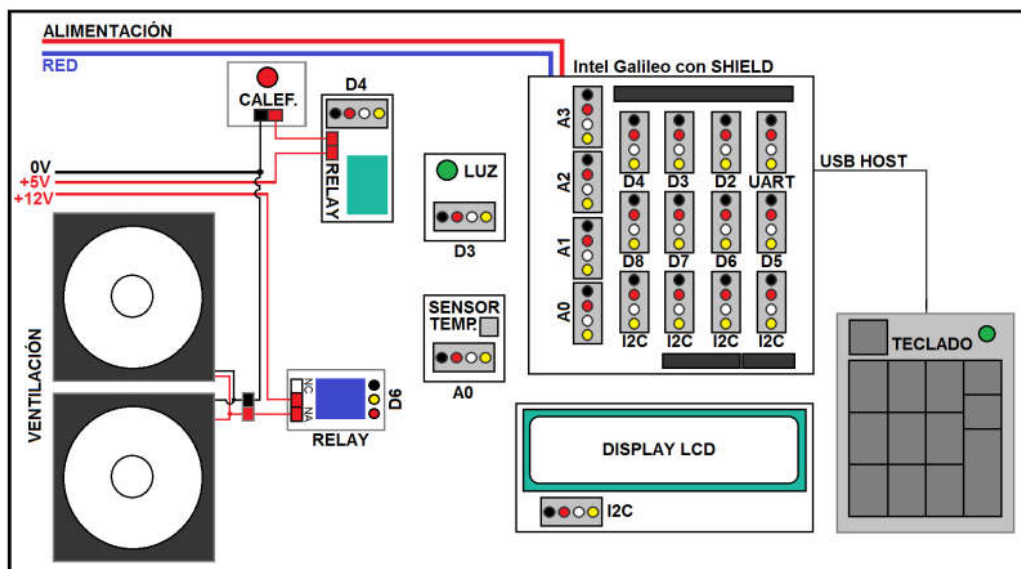 ALIMENTACIÓN
RED
CALEF.
D4
RELAY
0V
+5V
+12V
VENTILACIÓN
LUZ
D3
SENSOR
TEMP.
A0
NC
NA
D6
RELAY
Intel Galileo con SHIELD
A3
A2
A1
A0
D4 D3 D2 UART
D8 D7 D6 D5
I2C I2C I2C I2C
USB HOST
TECLADO
DISPLAY LCD
I2C